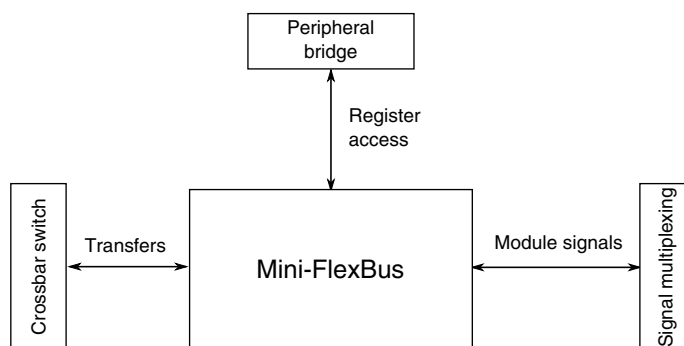 Peripheral
bridge
Register
access
Crossbar switch
Transfers
Mini-FlexBus
Module signals
Signal multiplexing